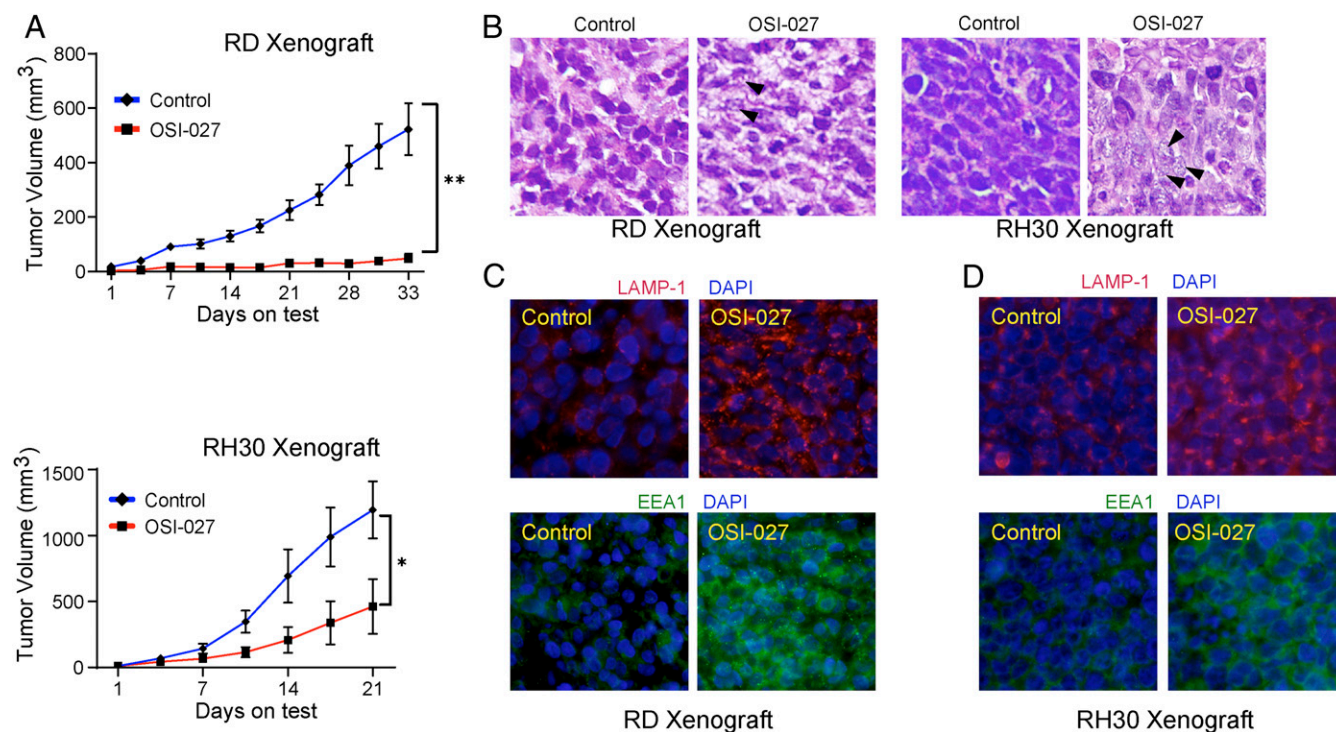 A
RD Xenograft
Tumor Volume (mm3)
800
600
400
200
0
Control
OSI-027
**
1 7 14 21 28 33
Days on test
RH30 Xenograft
Tumor Volume (mm3)
1500
1000
500
0
Control
OSI-027
*
1 7 14 21
Days on test
B
Control OSI-027 Control OSI-027
RD Xenograft RH30 Xenograft
C
LAMP-1 DAPI
Control OSI-027
EEA1 DAPI
Control OSI-027
RD Xenograft
D
LAMP-1 DAPI
Control OSI-027
EEA1 DAPI
Control OSI-027
RH30 Xenograft